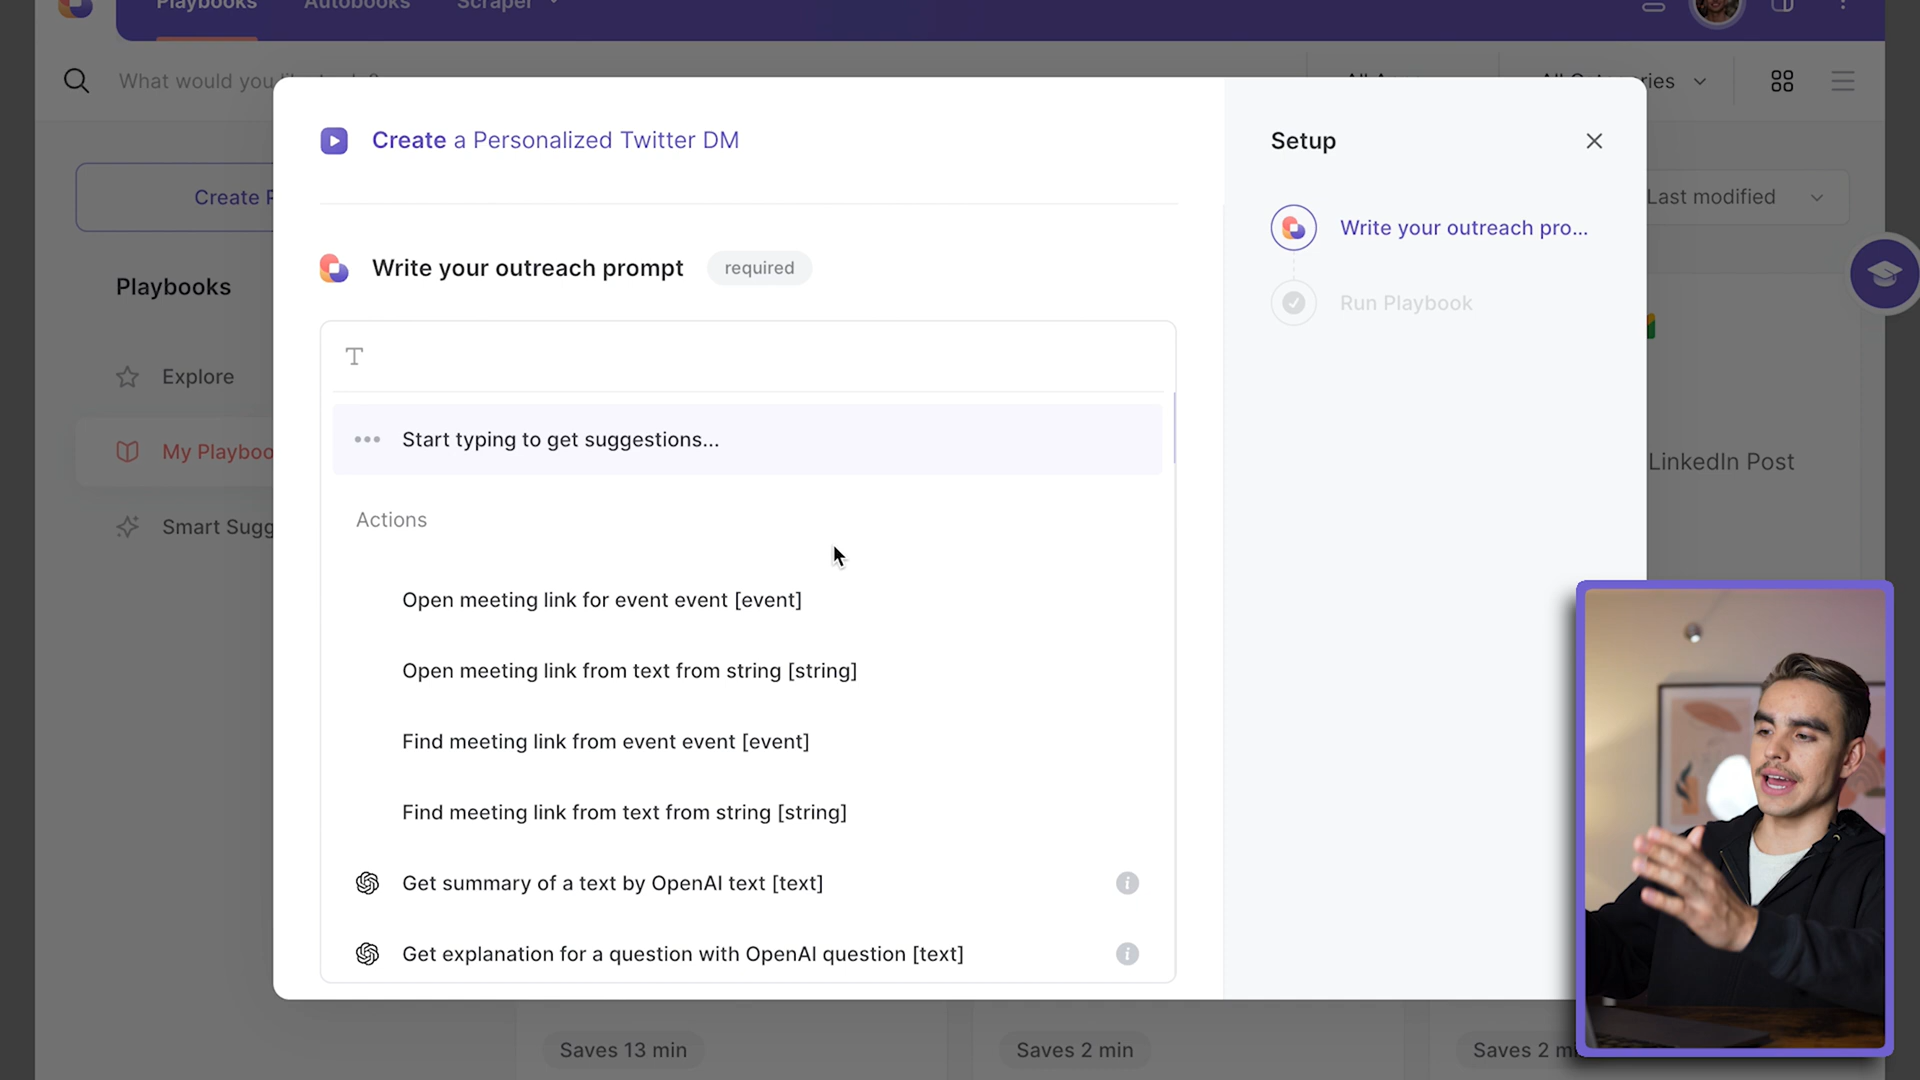 Playbooks
Autobooks
Scraper
What would you
Create a Personalized Twitter DM
Setup
Write your outreach prompt
required
Write your outreach pro...
Run Playbook
Last modified
Create
Playbooks
Explore
My Playboo
Smart Sugg
Start typing to get suggestions...
Actions
Open meeting link for event event [event]
Open meeting link from text from string [string]
Find meeting link from event event [event]
Find meeting link from text from string [string]
Get summary of a text by OpenAI text [text]
Get explanation for a question with OpenAI question [text]
LinkedIn Post
Saves 13 min
Saves 2 min
Saves 2